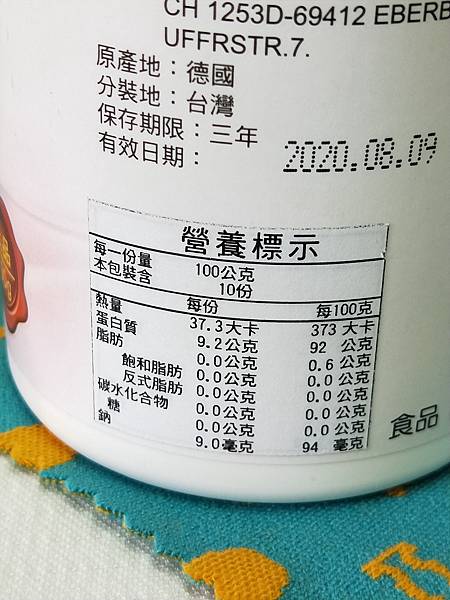 CH 1253D-69412 EBERB
UFFRSTR.7.
原產地：德國
分裝地：台灣
保存期限：三年
有效日期： 2020.08.09
營養標示
每一份量 100公克
本包裝含 10份
每份 每100克
熱量 37.3大卡 373 大卡
蛋白質 9.2公克 92 公克
脂肪 0.0公克 0.6 公克
飽和脂肪 0.0公克 0.0 公克
反式脂肪 0.0公克 0.0 公克
碳水化合物 0.0公克 0.0 公克
糖 0.0公克 0.0 公克
鈉 9.0毫克 94 毫克
食品